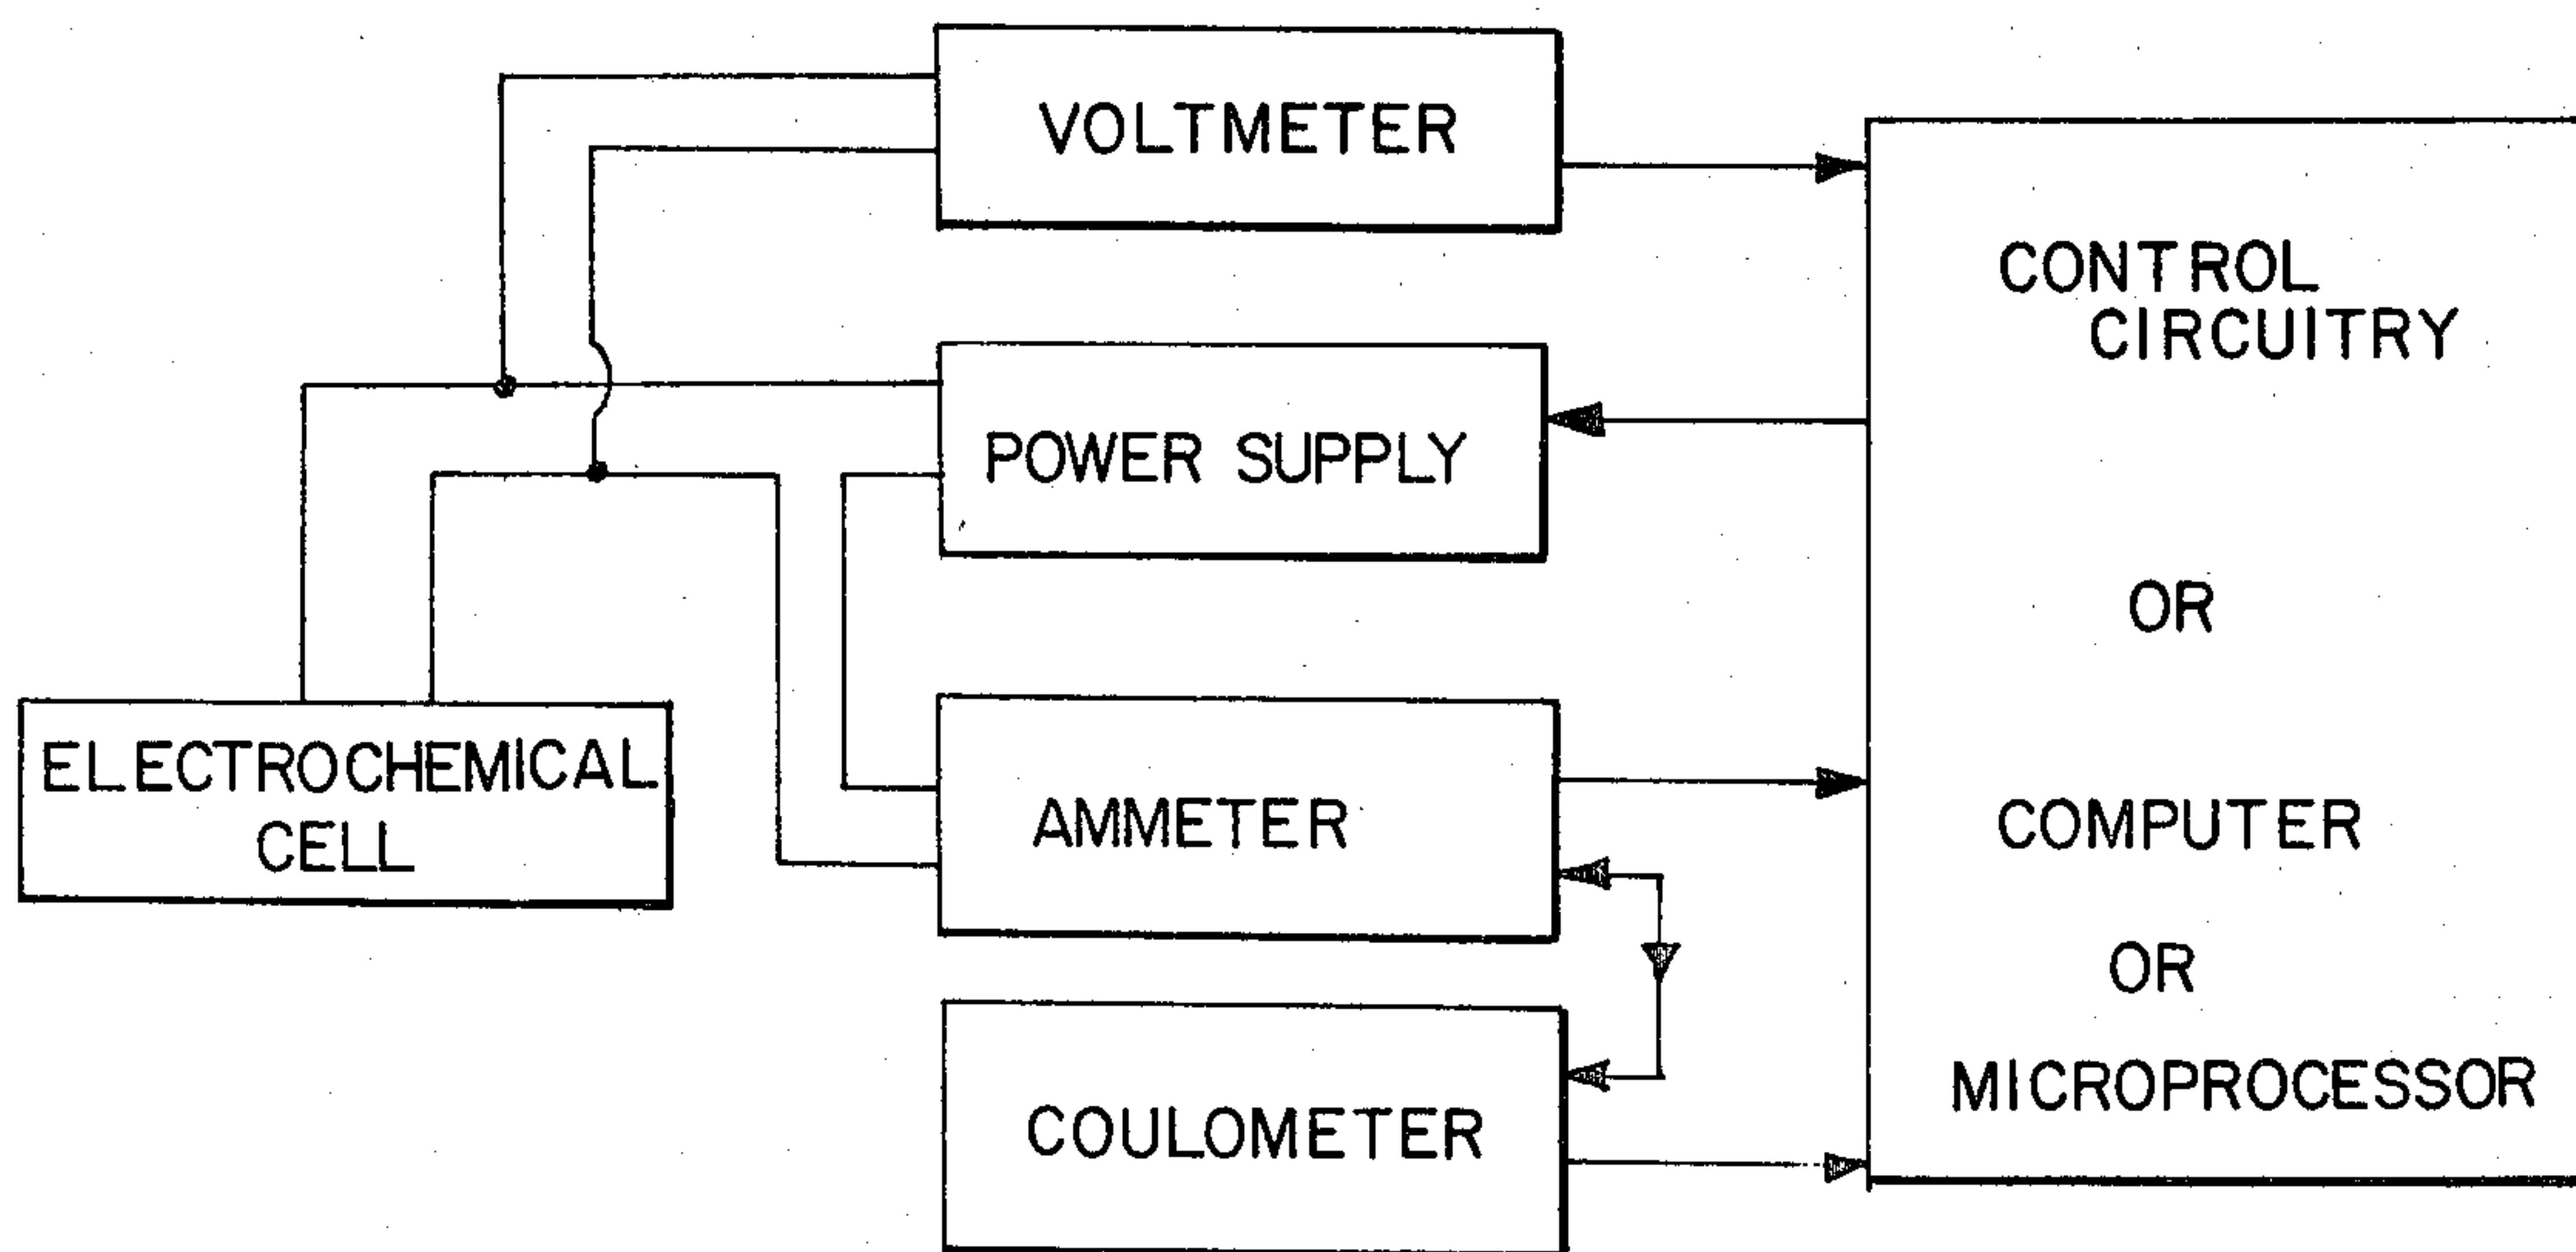 VOLTMETER
POWER SUPPLY
ELECTROCHEMICAL
CELL
AMMETER
COULOMETER
CONTROL
CIRCUITRY
OR
COMPUTER
OR
MICROPROCESSOR